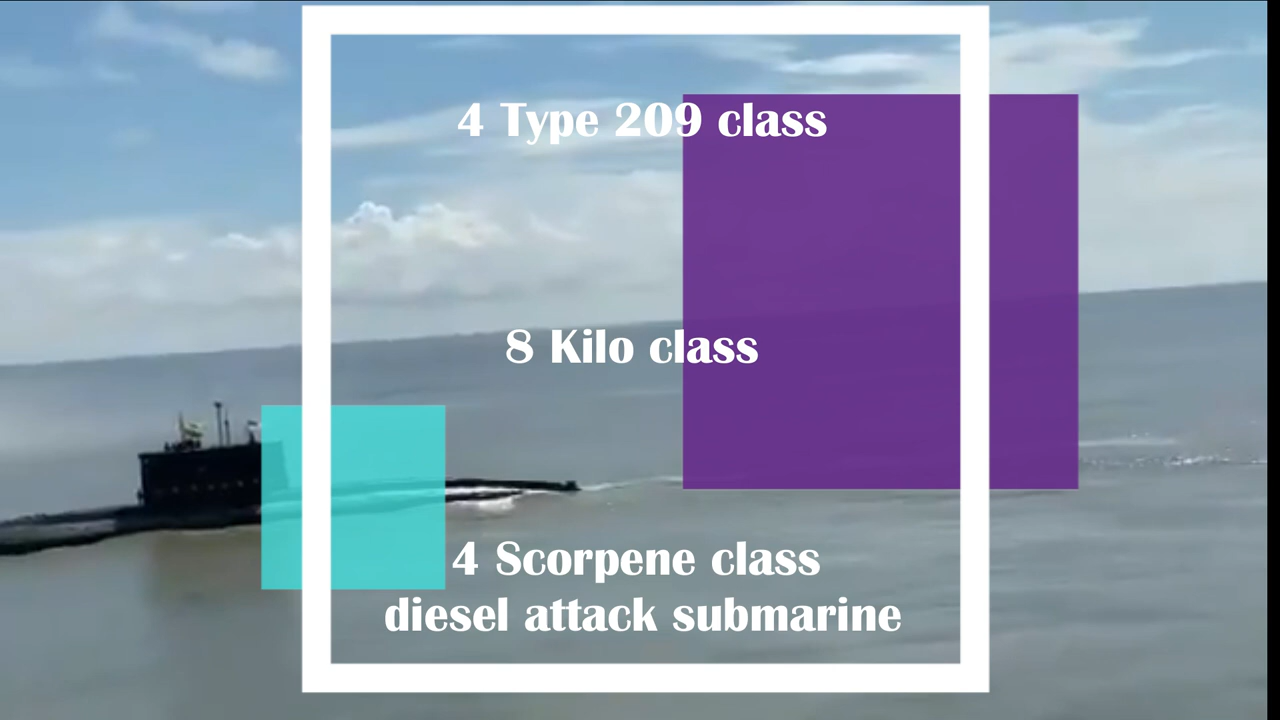 4 Type 209 class
8 Kilo class
4 Scorpene class
diesel attack submarine